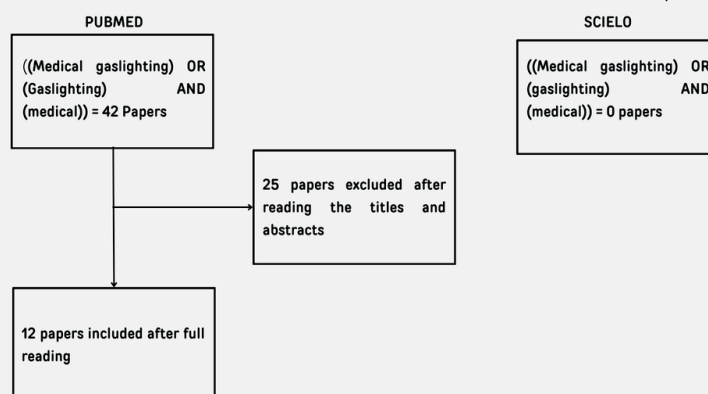 PUBMED
((Medical gaslighting) OR
(Gaslighting) AND
(medical)) = 42 Papers
SCIELO
((Medical gaslighting) OR
(gaslighting) AND
(medical)) = 0 papers
25 papers excluded after
reading the titles and
abstracts
12 papers included after full
reading